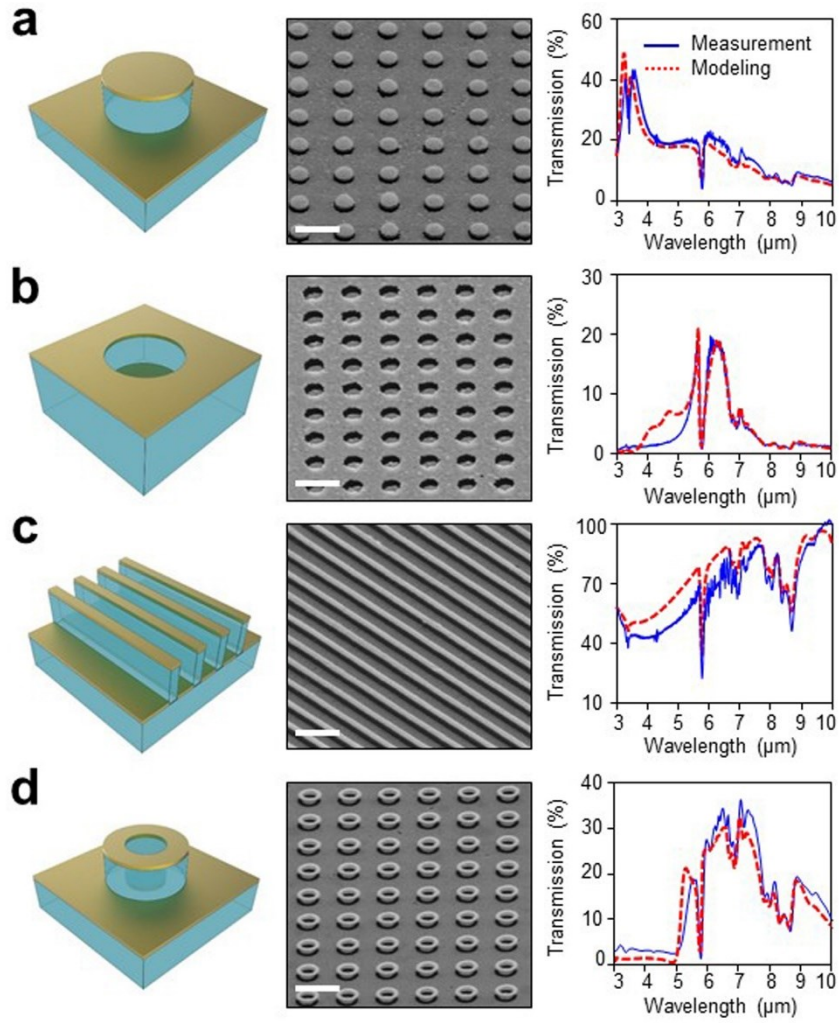 a
60
40
20
0
Transmission (%)
Measurement
Modeling
3 4 5 6 7 8 9 10
Wavelength (µm)
b
30
20
10
0
Transmission (%)
3 4 5 6 7 8 9 10
Wavelength (µm)
c
100
70
40
10
Transmission (%)
3 4 5 6 7 8 9 10
Wavelength (µm)
d
40
30
20
10
0
Transmission (%)
3 4 5 6 7 8 9 10
Wavelength (µm)